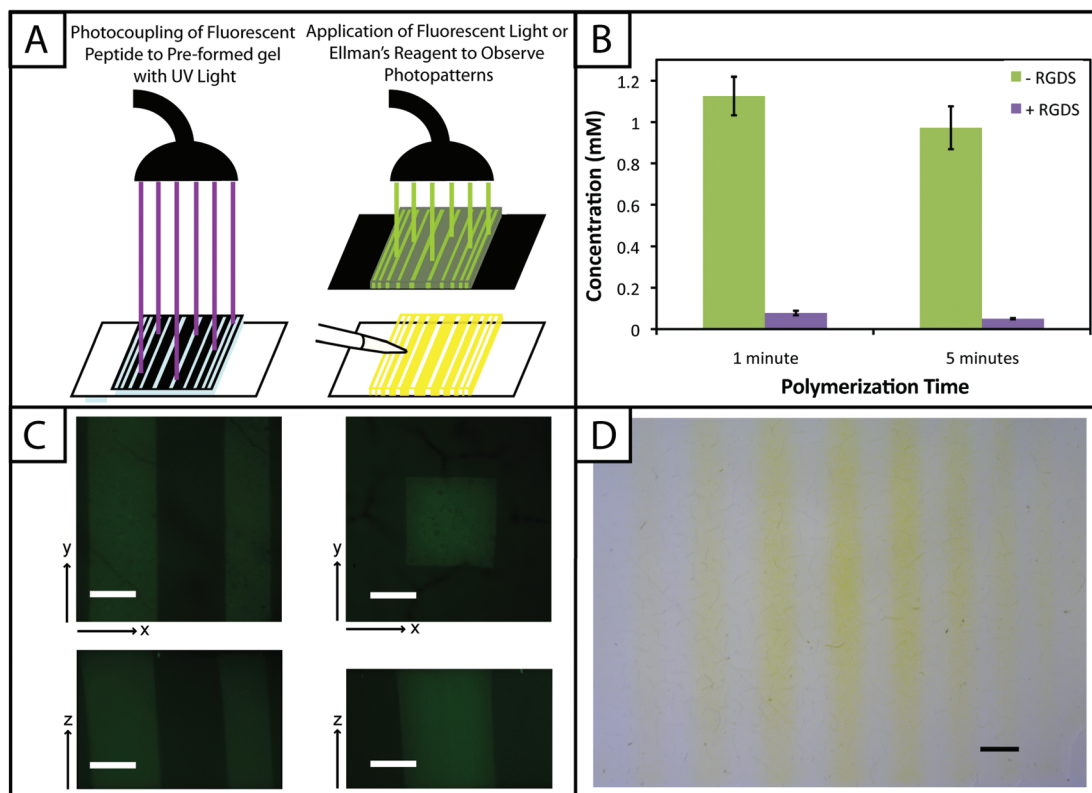 A
Photocoupling of Fluorescent
Peptide to Pre-formed gel
with UV Light
Application of Fluorescent Light or
Ellman's Reagent to Observe
Photopatterns
B
Concentration (mM)
1.2
1
0.8
0.6
0.4
0.2
0
- RGDS
+ RGDS
1 minute
5 minutes
Polymerization Time
C
y
x
y
x
z
z
D